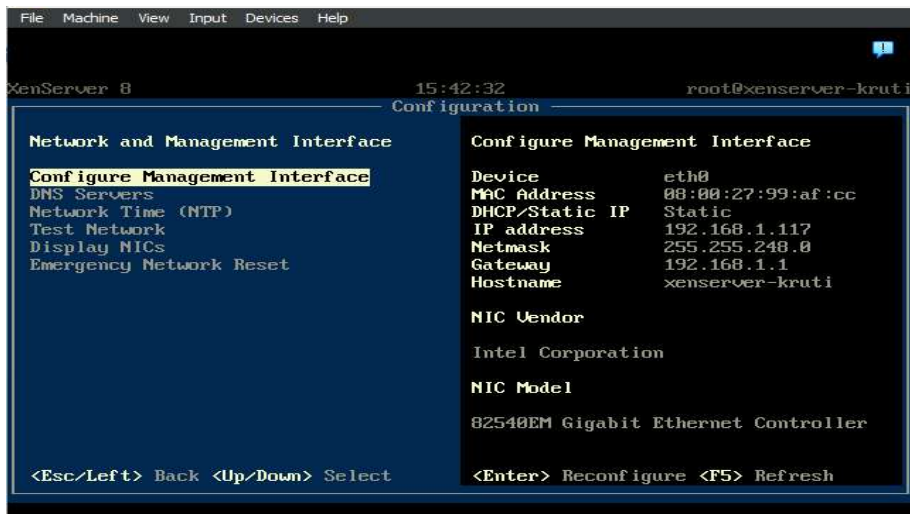 File Machine View Input Devices Help
XenServer 8 15:42:32 root@xenserver-kruti
Configuration
Network and Management Interface
Configure Management Interface
DNS Servers
Network Time (NTP)
Test Network
Display NICs
Emergency Network Reset
<Esc/Left> Back <Up/Down> Select
Configure Management Interface
Device eth0
MAC Address 08:00:27:99:af:cc
DHCP/Static IP Static
IP address 192.168.1.117
Netmask 255.255.248.0
Gateway 192.168.1.1
Hostname xenserver-kruti
NIC Vendor
Intel Corporation
NIC Model
82540EM Gigabit Ethernet Controller
<Enter> Reconfigure <F5> Refresh